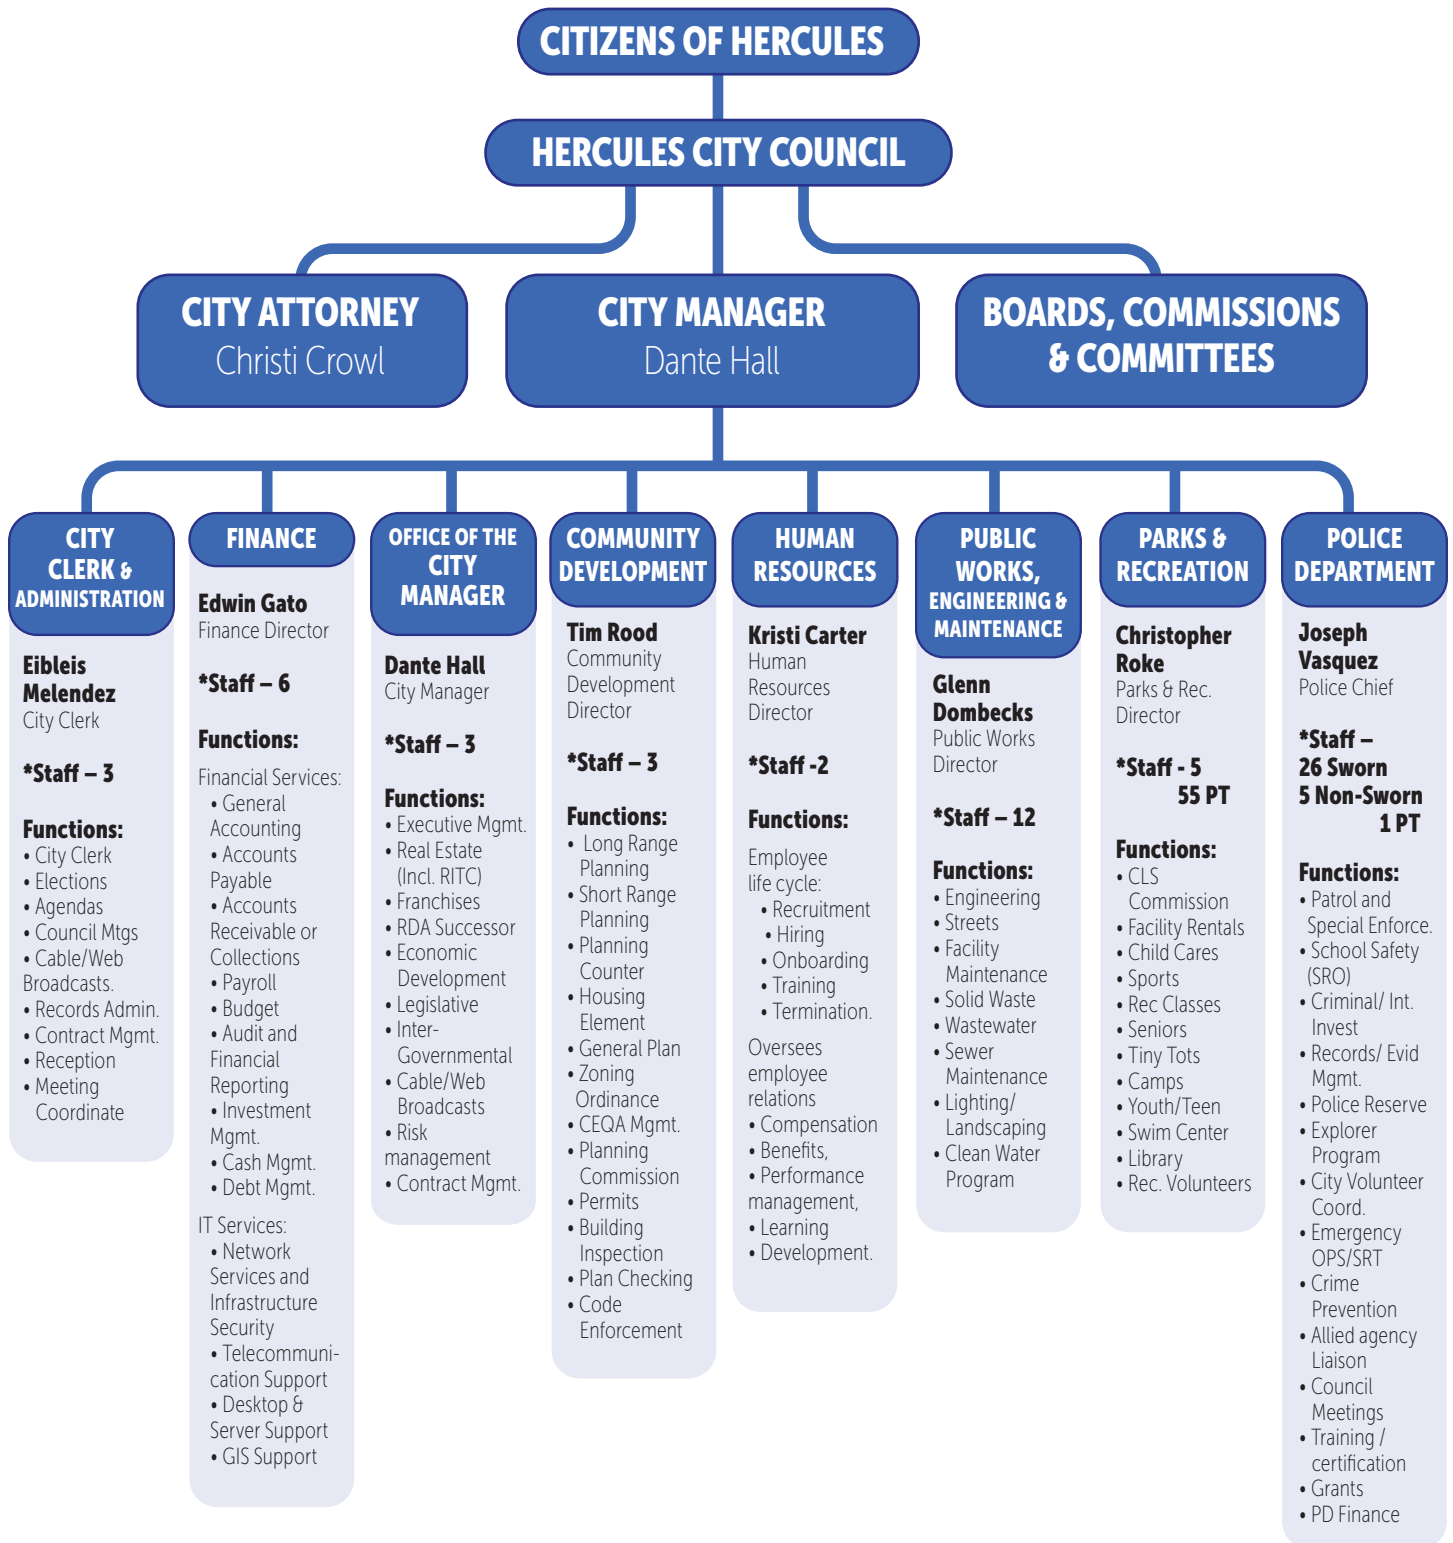 CITIZENS OF HERCULES
HERCULES CITY COUNCIL
CITY ATTORNEY
Christi Crowl
CITY MANAGER
Dante Hall
BOARDS, COMMISSIONS
& COMMITTEES
CITY
CLERK &
ADMINISTRATION
Eibleis
Melendez
City Clerk
*Staff – 3
Functions:
• City Clerk
• Elections
• Agendas
• Council Mtgs
• Cable/Web
Broadcasts.
• Records Admin.
• Contract Mgmt.
• Reception
• Meeting
Coordinate
FINANCE
Edwin Gato
Finance Director
*Staff – 6
Functions:
Financial Services:
• General
Accounting
• Accounts
Payable
• Accounts
Receivable or
Collections
• Payroll
• Budget
• Audit and
Financial
Reporting
• Investment
Mgmt.
• Cash Mgmt.
• Debt Mgmt.
IT Services:
• Network
Services and
Infrastructure
Security
• Telecommuni-
cation Support
• Desktop &
Server Support
• GIS Support
OFFICE OF THE
CITY
MANAGER
Dante Hall
City Manager
*Staff – 3
Functions:
• Executive Mgmt.
• Real Estate
(Incl. RITC)
• Franchises
• RDA Successor
• Economic
Development
• Legislative
• Inter-
Governmental
• Cable/Web
Broadcasts
• Risk
management
• Contract Mgmt.
COMMUNITY
DEVELOPMENT
Tim Rood
Community
Development
Director
*Staff – 3
Functions:
• Long Range
Planning
• Short Range
Planning
• Planning
Counter
• Housing
Element
• General Plan
• Zoning
Ordinance
• CEQA Mgmt.
• Planning
Commission
• Permits
• Building
Inspection
• Plan Checking
• Code
Enforcement
HUMAN
RESOURCES
Kristi Carter
Human
Resources
Director
*Staff -2
Functions:
Employee
life cycle:
• Recruitment
• Hiring
• Onboarding
• Training
• Termination.
Oversees
employee
relations
• Compensation
• Benefits,
• Performance
management,
• Learning
• Development.
PUBLIC
WORKS,
ENGINEERING &
MAINTENANCE
Glenn
Dombecks
Public Works
Director
*Staff – 12
Functions:
• Engineering
• Streets
• Facility
Maintenance
• Solid Waste
• Wastewater
• Sewer
Maintenance
• Lighting/
Landscaping
• Clean Water
Program
PARKS &
RECREATION
Christopher
Roke
Parks & Rec.
Director
*Staff - 5
55 PT
Functions:
• CLS
Commission
• Facility Rentals
• Child Cares
• Sports
• Rec Classes
• Seniors
• Tiny Tots
• Camps
• Youth/Teen
• Swim Center
• Library
• Rec. Volunteers
POLICE
DEPARTMENT
Joseph
Vasquez
Police Chief
*Staff –
26 Sworn
5 Non-Sworn
1 PT
Functions:
• Patrol and
Special Enforce.
• School Safety
(SRO)
• Criminal/ Int.
Invest
• Records/ Evid
Mgmt.
• Police Reserve
• Explorer
Program
• City Volunteer
Coord.
• Emergency
OPS/SRT
• Crime
Prevention
• Allied agency
Liaison
• Council
Meetings
• Training /
certification
• Grants
• PD Finance